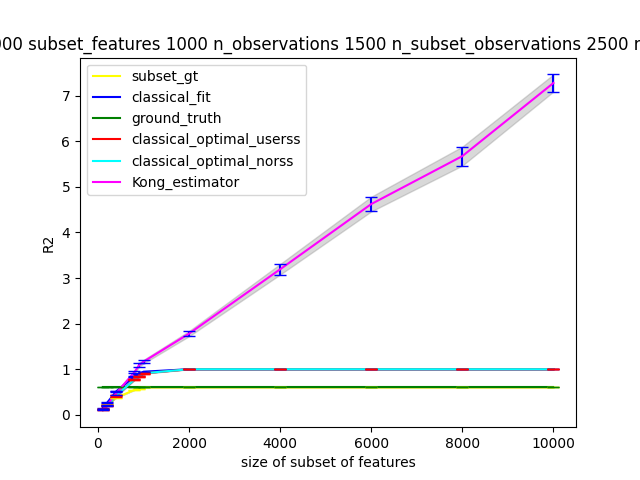 00 subset_features 1000 n_observations 1500 n_subset_observations 2500 n
subset_gt
classical_fit
ground_truth
classical_optimal_userss
classical_optimal_norss
Kong_estimator
R2
7
6
5
4
3
2
1
0
0 2000 4000 6000 8000 10000
size of subset of features